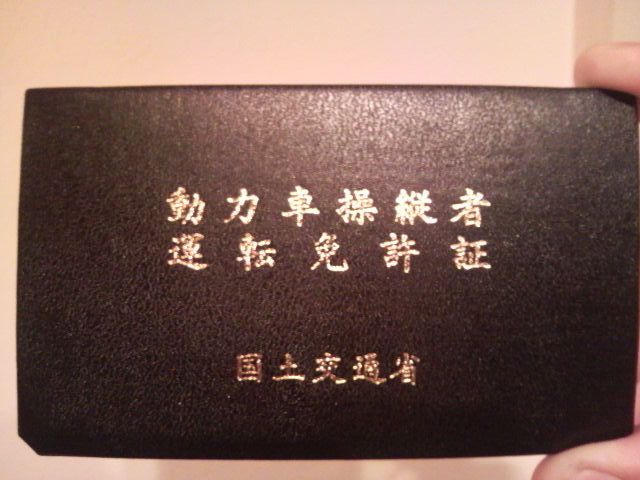 動力車操縦者
運転免許証
国土交通省